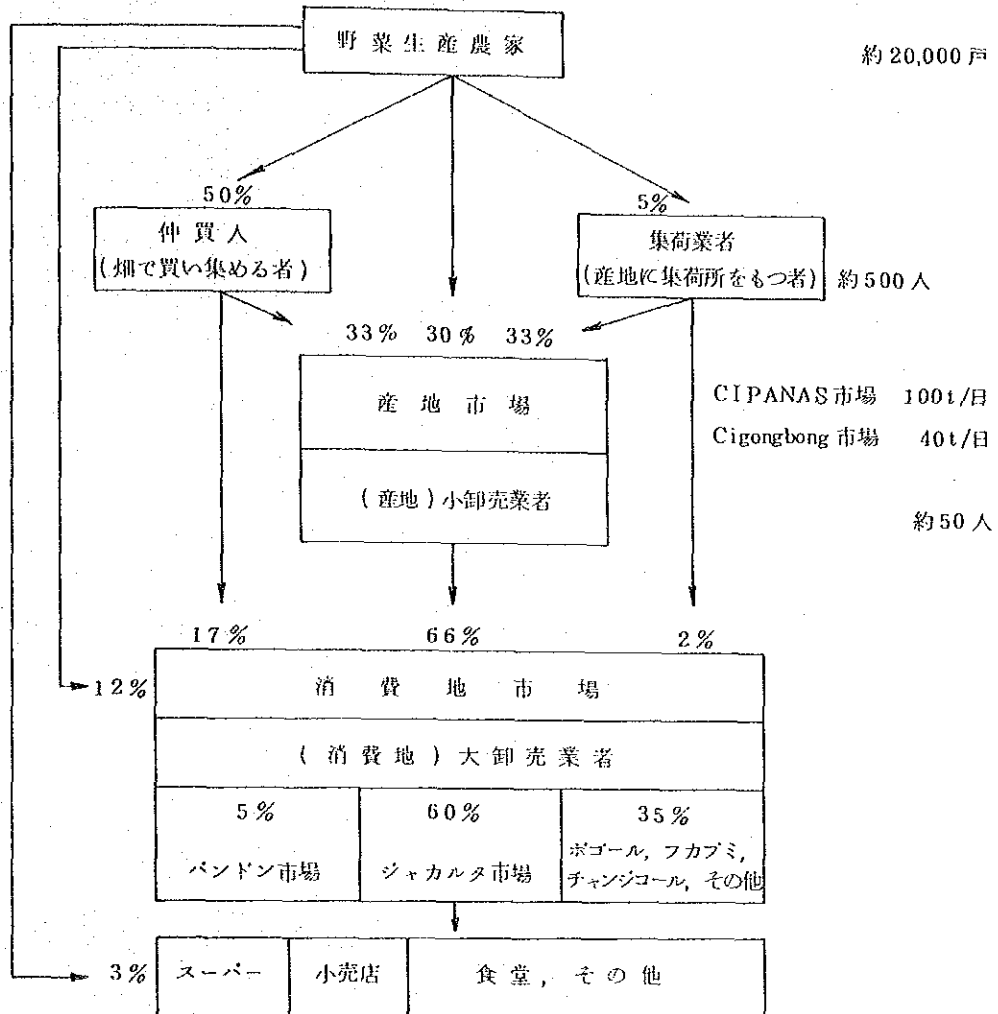 野菜生産農家
約20,000戸
50%
5%
仲買人
(畑で買い集める者)
集荷業者
(産地に集荷所をもつ者)
約500人
33% 30% 33%
産地市場
CIPANAS市場 100t/日
Cigongbong市場 40t/日
(産地)小卸売業者
約50人
17% 66% 2%
12%
消費地市場
(消費地)大卸売業者
5% 60% 35%
バンドン市場
ジャカルタ市場
ボゴール, フカブミ,
チャンジコール, その他
3%
スーパー
小売店
食堂, その他